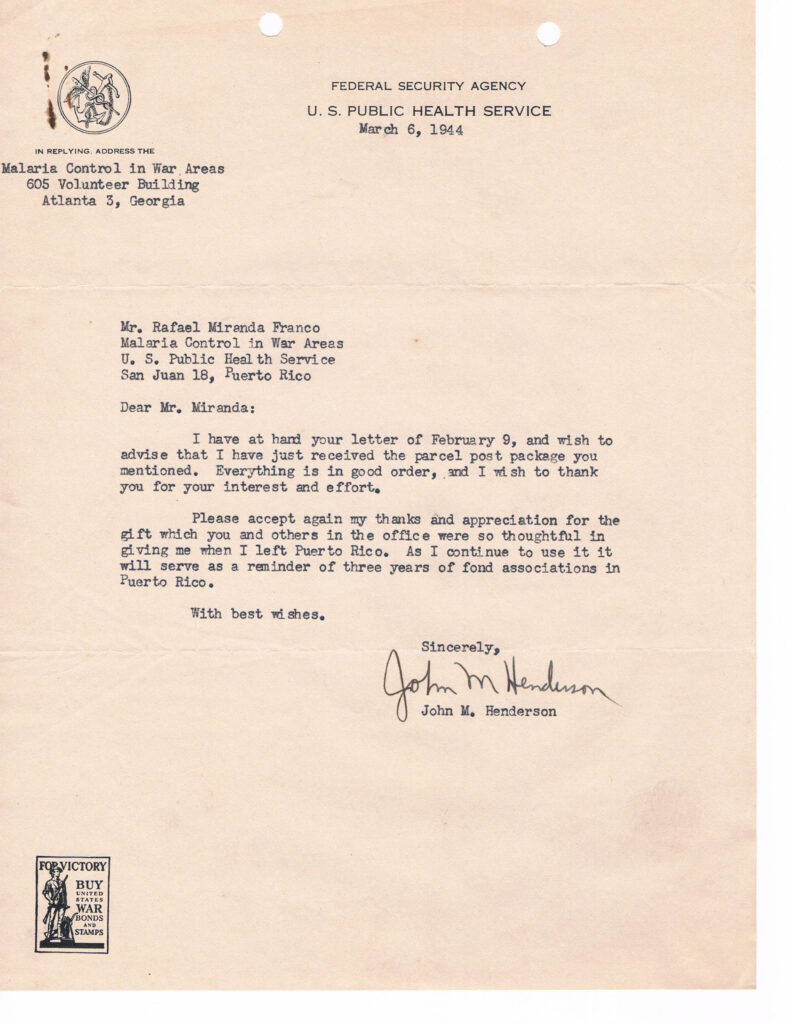 FEDERAL SECURITY AGENCY
U. S. PUBLIC HEALTH SERVICE
March 6, 1944
IN REPLYING, ADDRESS THE
Malaria Control in War Areas
605 Volunteer Building
Atlanta 3, Georgia
Mr. Rafael Miranda Franco
Malaria Control in War Areas
U. S. Public Health Service
San Juan 18, Puerto Rico
Dear Mr. Miranda:
I have at hand your letter of February 9, and wish to
advise that I have just received the parcel post package you
mentioned. Everything is in good order, and I wish to thank
you for your interest and effort.
Please accept again my thanks and appreciation for the
gift which you and others in the office were so thoughtful in
giving me when I left Puerto Rico. As I continue to use it it
will serve as a reminder of three years of fond associations in
Puerto Rico.
With best wishes.
Sincerely,
John M Henderson
John M. Henderson
FOR VICTORY
BUY
UNITED
STATES
WAR
BONDS
AND
STAMPS